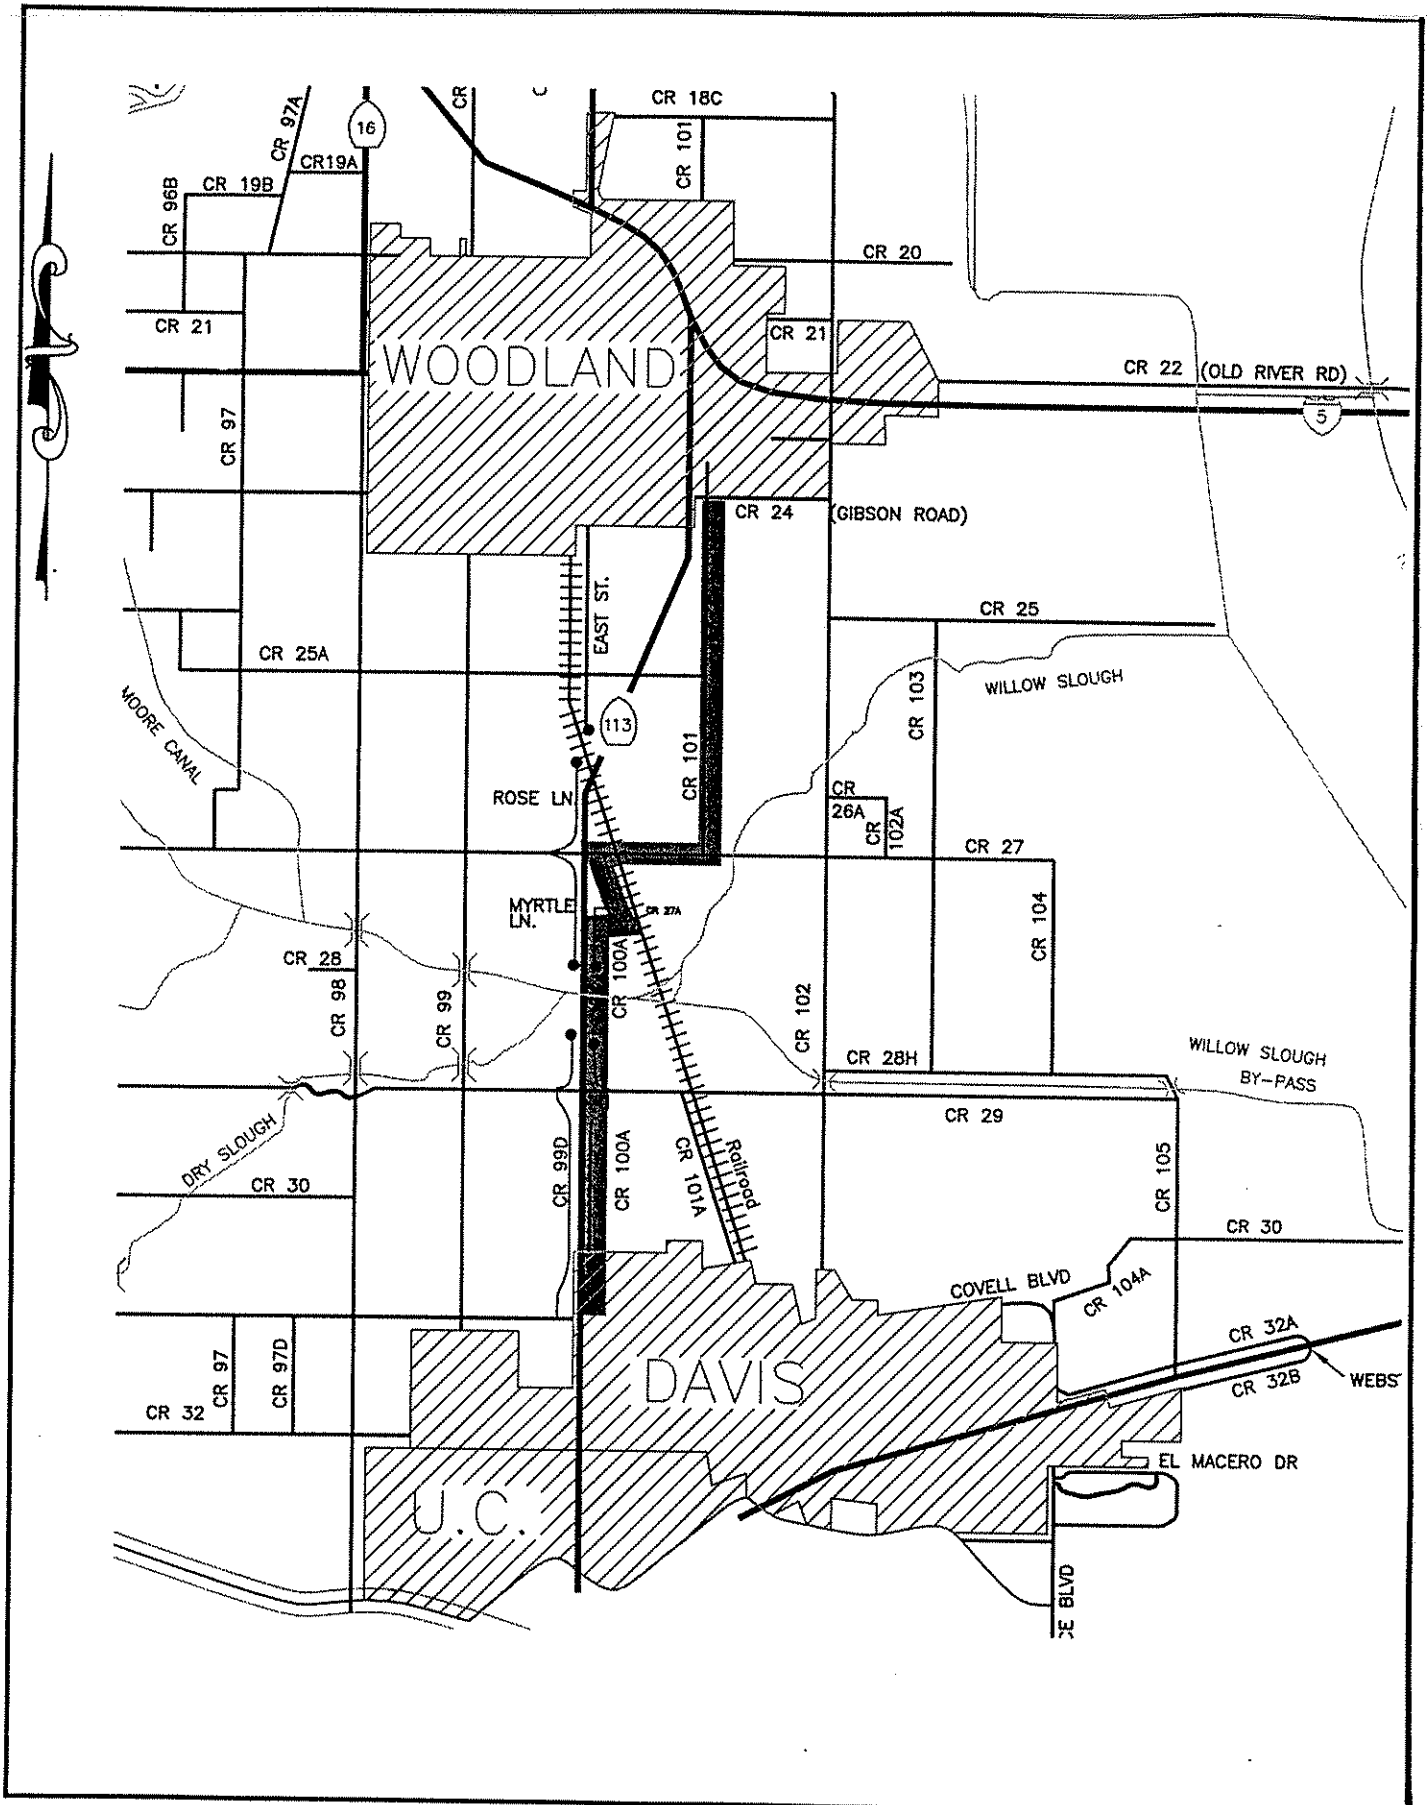 CR 97A
16
CR
C
CR 18C
CR19A
CR 101
CR 19B
CR 96B
CR 20
CR 21
CR 21
WOODLAND
CR 22 (OLD RIVER RD)
5
CR 97
CR 24 (GIBSON ROAD)
EAST ST.
CR 25
CR 25A
WILLOW SLOUGH
CR 103
MOORE CANAL
113
CR 101
ROSE LN.
CR
26A
CR
102A
CR 27
MYRTLE
LN.
CR 27A
CR 104
CR 100A
CR 28
CR 98
CR 99
CR 102
CR 28H
WILLOW SLOUGH
BY-PASS
CR 29
DRY SLOUGH
CR 99D
CR 100A
CR 101A
Railroad
CR 105
CR 30
CR 30
COVELL BLVD
CR 104A
CR 97
CR 97D
DAVIS
CR 32A
CR 32B
WEBS
CR 32
EL MACERO DR
U.C.
CE BLVD